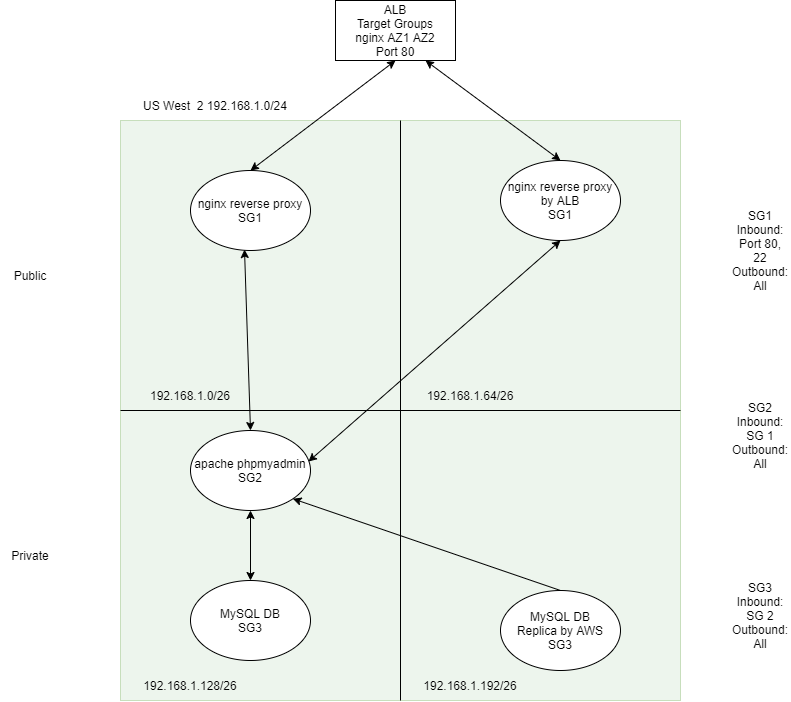 ALB
Target Groups
nginx AZ1 AZ2
Port 80
US West 2 192.168.1.0/24
nginx reverse proxy
SG1
nginx reverse proxy
by ALB
SG1
SG1
Inbound:
Port 80,
22
Outbound:
All
Public
192.168.1.0/26
192.168.1.64/26
SG2
Inbound:
SG 1
Outbound:
All
apache phpmyadmin
SG2
Private
MySQL DB
SG3
MySQL DB
Replica by AWS
SG3
SG3
Inbound:
SG 2
Outbound:
All
192.168.1.128/26
192.168.1.192/26